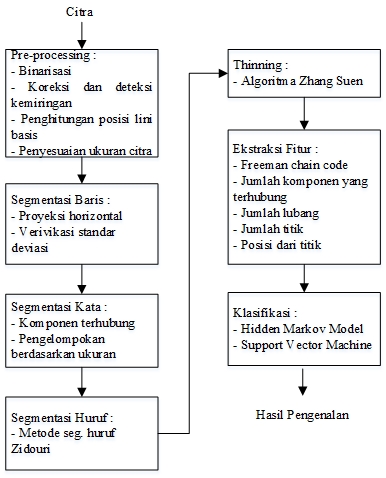 Citra
Pre-processing :
- Binarisasi
- Koreksi dan deteksi
kemiringan
- Penghitungan posisi lini
basis
- Penyesuaian ukuran citra
Segmentasi Baris :
- Proyeksi horizontal
- Verivikasi standar
deviasi
Segmentasi Kata :
- Komponen terhubung
- Pengelompokan
berdasarkan ukuran
Segmentasi Huruf :
- Metode seg. huruf
Zidouri
Thinning :
- Algoritma Zhang Suen
Ekstraksi Fitur :
- Freeman chain code
- Jumlah komponen yang
terhubung
- Jumlah lubang
- Jumlah titik
- Posisi dari titik
Klasifikasi :
- Hidden Markov Model
- Support Vector Machine
Hasil Pengenalan